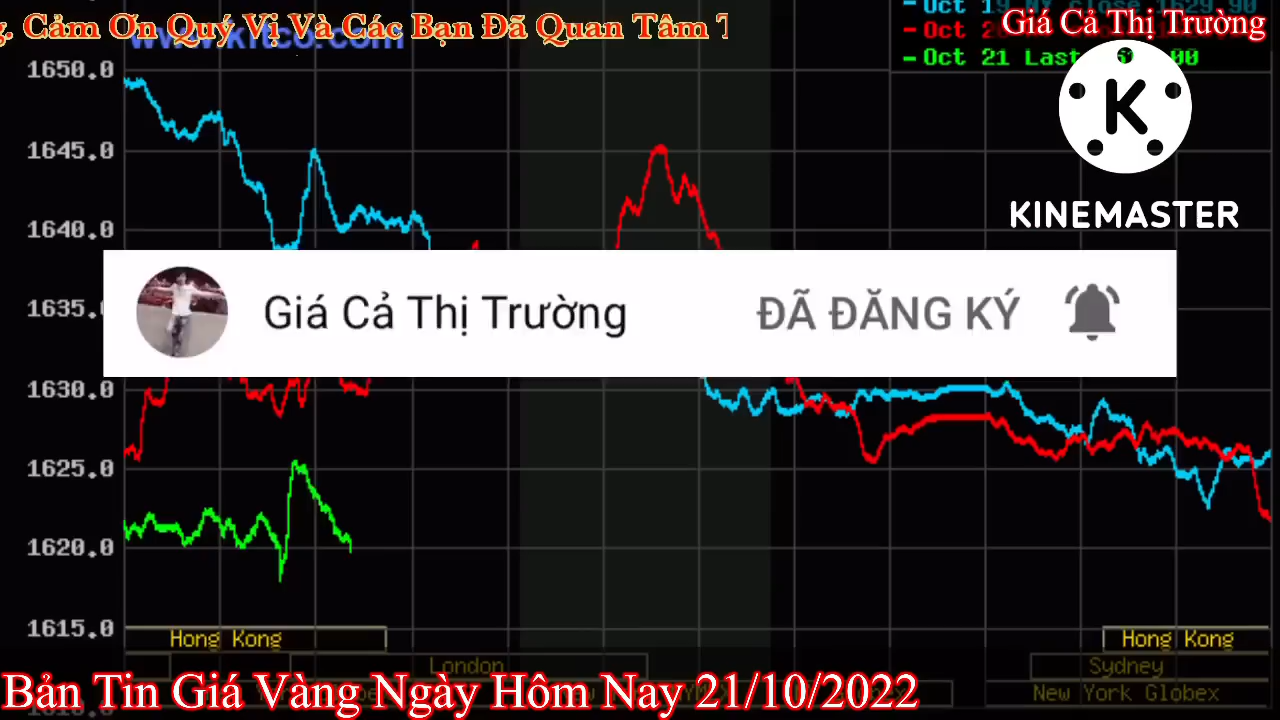 g. Cảm Ơn Quý Vị Và Các Bạn Đã Quan Tâm
www.kitco.com
Giá Cả Thị Trường
Oct 21 Last
1650.0
1645.0
1640.0
1635.
1630.0
1625.0
1620.0
1615.0
KINEMASTER
Giá Cả Thị Trường
ĐÃ ĐĂNG KÝ
Hong Kong
Hong Kong
London
Sydney
New York Globex
Bản Tin Giá Vàng Ngày Hôm Nay 21/10/2022